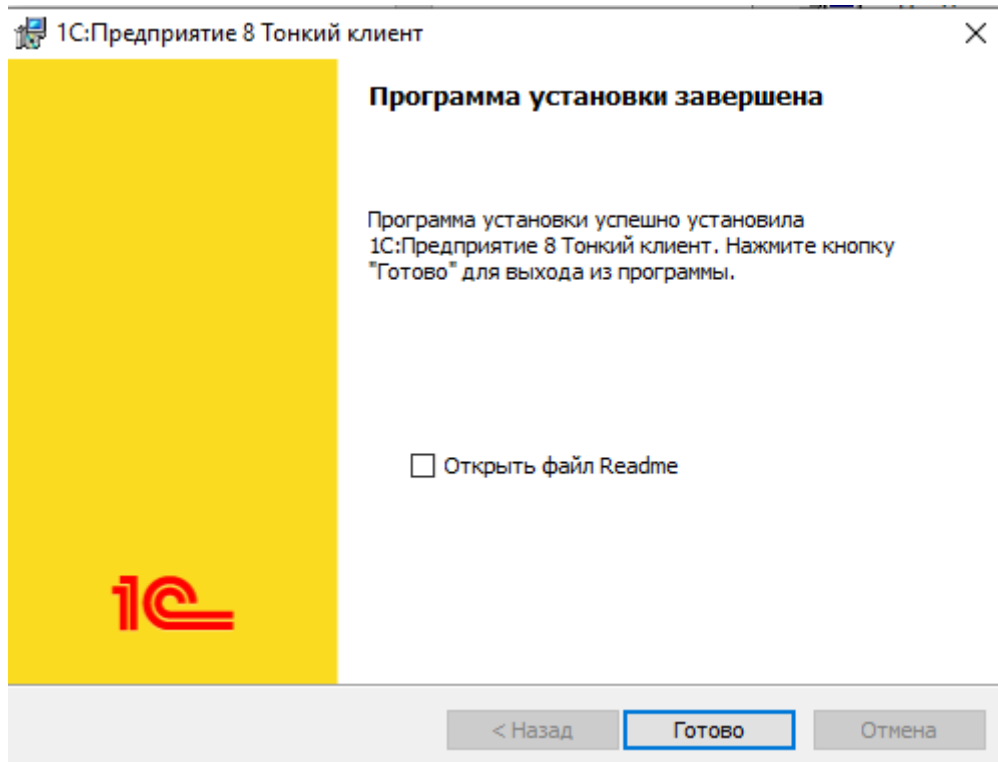 1С:Предприятие 8 Тонкий клиент
Программа установки завершена
Программа установки успешно установила
1С:Предприятие 8 Тонкий клиент. Нажмите кнопку
"Готово" для выхода из программы.
Открыть файл Readme
1С
< Назад
Готово
Отмена